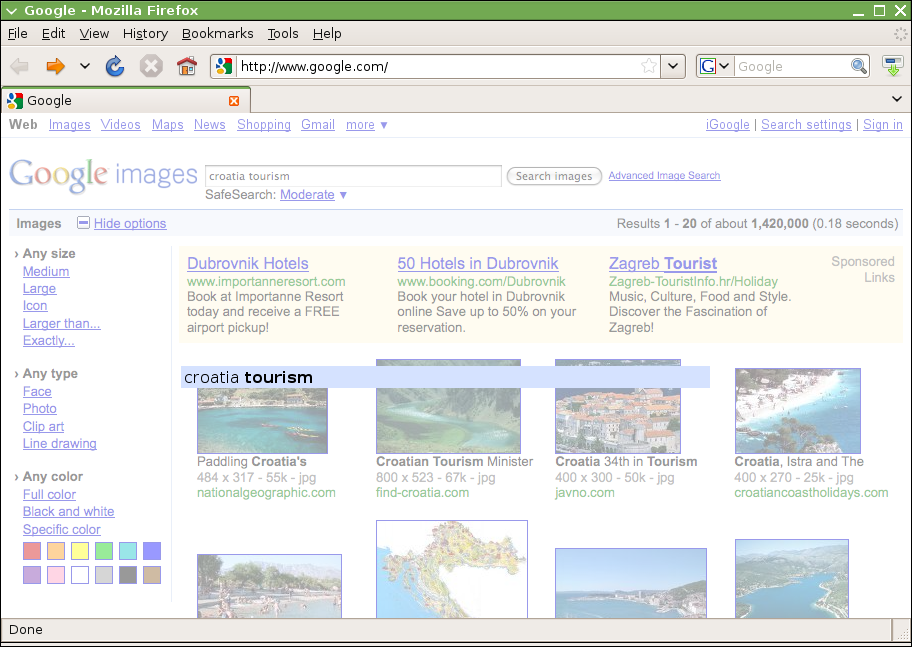 Google - Mozilla Firefox
File Edit View History Bookmarks Tools Help
http://www.google.com/ G Google
Google
Web Images Videos Maps News Shopping Gmail more ▼ iGoogle | Search settings | Sign in
Google images croatia tourism Search images Advanced Image Search
SafeSearch: Moderate ▼
Images Hide options Results 1 - 20 of about 1,420,000 (0.18 seconds)
› Any size
Medium
Large
Icon
Larger than...
Exactly...
› Any type
Face
Photo
Clip art
Line drawing
› Any color
Full color
Black and white
Specific color
Dubrovnik Hotels
www.importanneresort.com
Book at Importanne Resort
today and receive a FREE
airport pickup!
50 Hotels in Dubrovnik
www.booking.com/Dubrovnik
Book your hotel in Dubrovnik
online Save up to 50% on your
reservation.
Zagreb Tourist
Zagreb-TouristInfo.hr/Holiday
Music, Culture, Food and Style.
Discover the Fascination of
Zagreb!
Sponsored
Links
croatia tourism
Paddling Croatia's
484 x 317 - 55k - jpg
nationalgeographic.com
Croatian Tourism Minister
800 x 523 - 67k - jpg
find-croatia.com
Croatia 34th in Tourism
400 x 300 - 50k - jpg
javno.com
Croatia, Istra and The
400 x 270 - 25k - jpg
croatiancoastholidays.com
Done